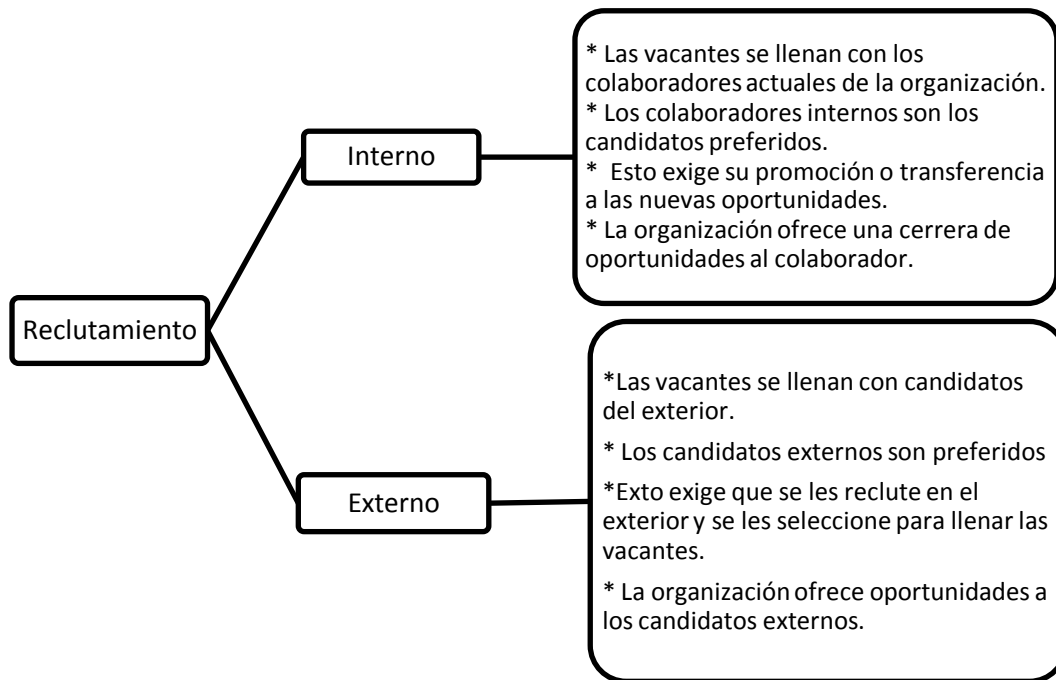 Reclutamiento
Interno
* Las vacantes se llenan con los
colaboradores actuales de la organización.
* Los colaboradores internos son los
candidatos preferidos.
* Esto exige su promoción o transferencia
a las nuevas oportunidades.
* La organización ofrece una cerrera de
oportunidades al colaborador.
Externo
*Las vacantes se llenan con candidatos
del exterior.
* Los candidatos externos son preferidos
*Exto exige que se les reclute en el
exterior y se les seleccione para llenar las
vacantes.
* La organización ofrece oportunidades a
los candidatos externos.